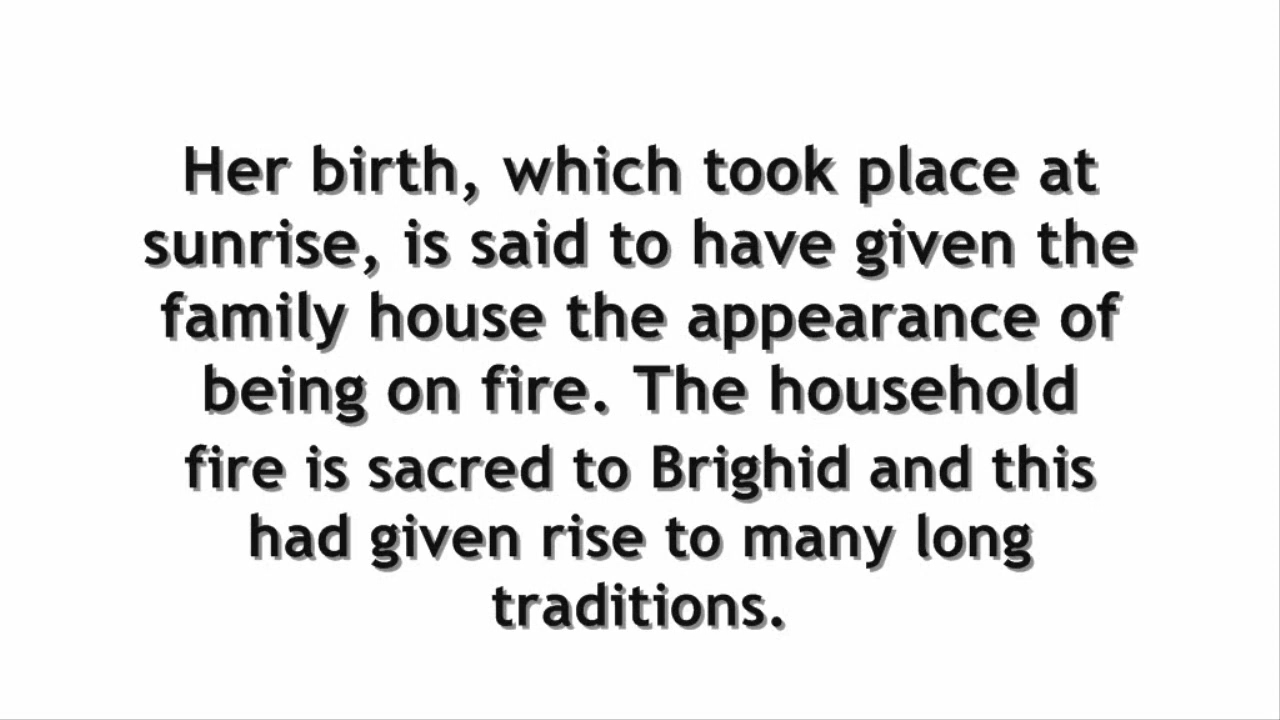 Her birth, which took place at
sunrise, is said to have given the
family house the appearance of
being on fire. The household
fire is sacred to Brighid and this
had given rise to many long
traditions.